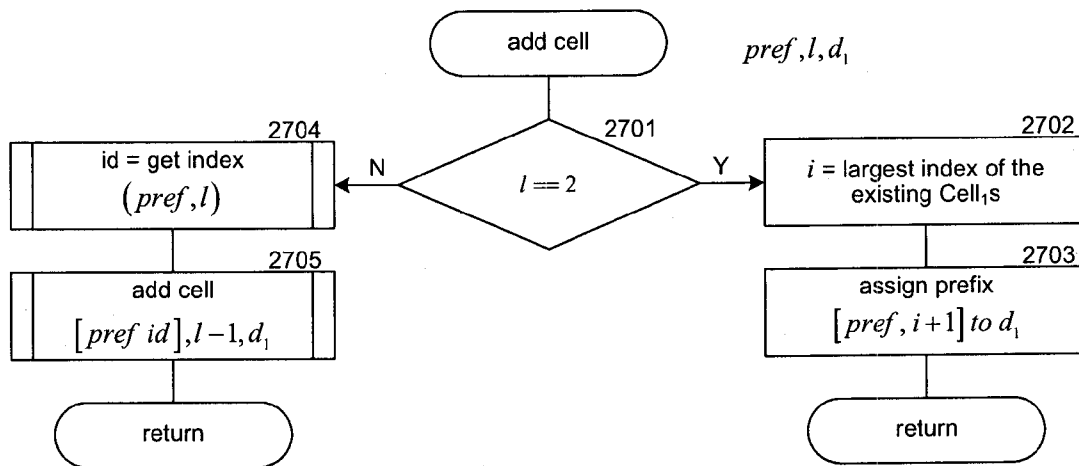 add cell
pref, l, d₁
2701
l == 2
N
Y
2704
id = get index
(pref, l)
2705
add cell
[pref id], l−1, d₁
return
2702
i = largest index of the
existing Cell₁s
2703
assign prefix
[pref, i+1] to d₁
return